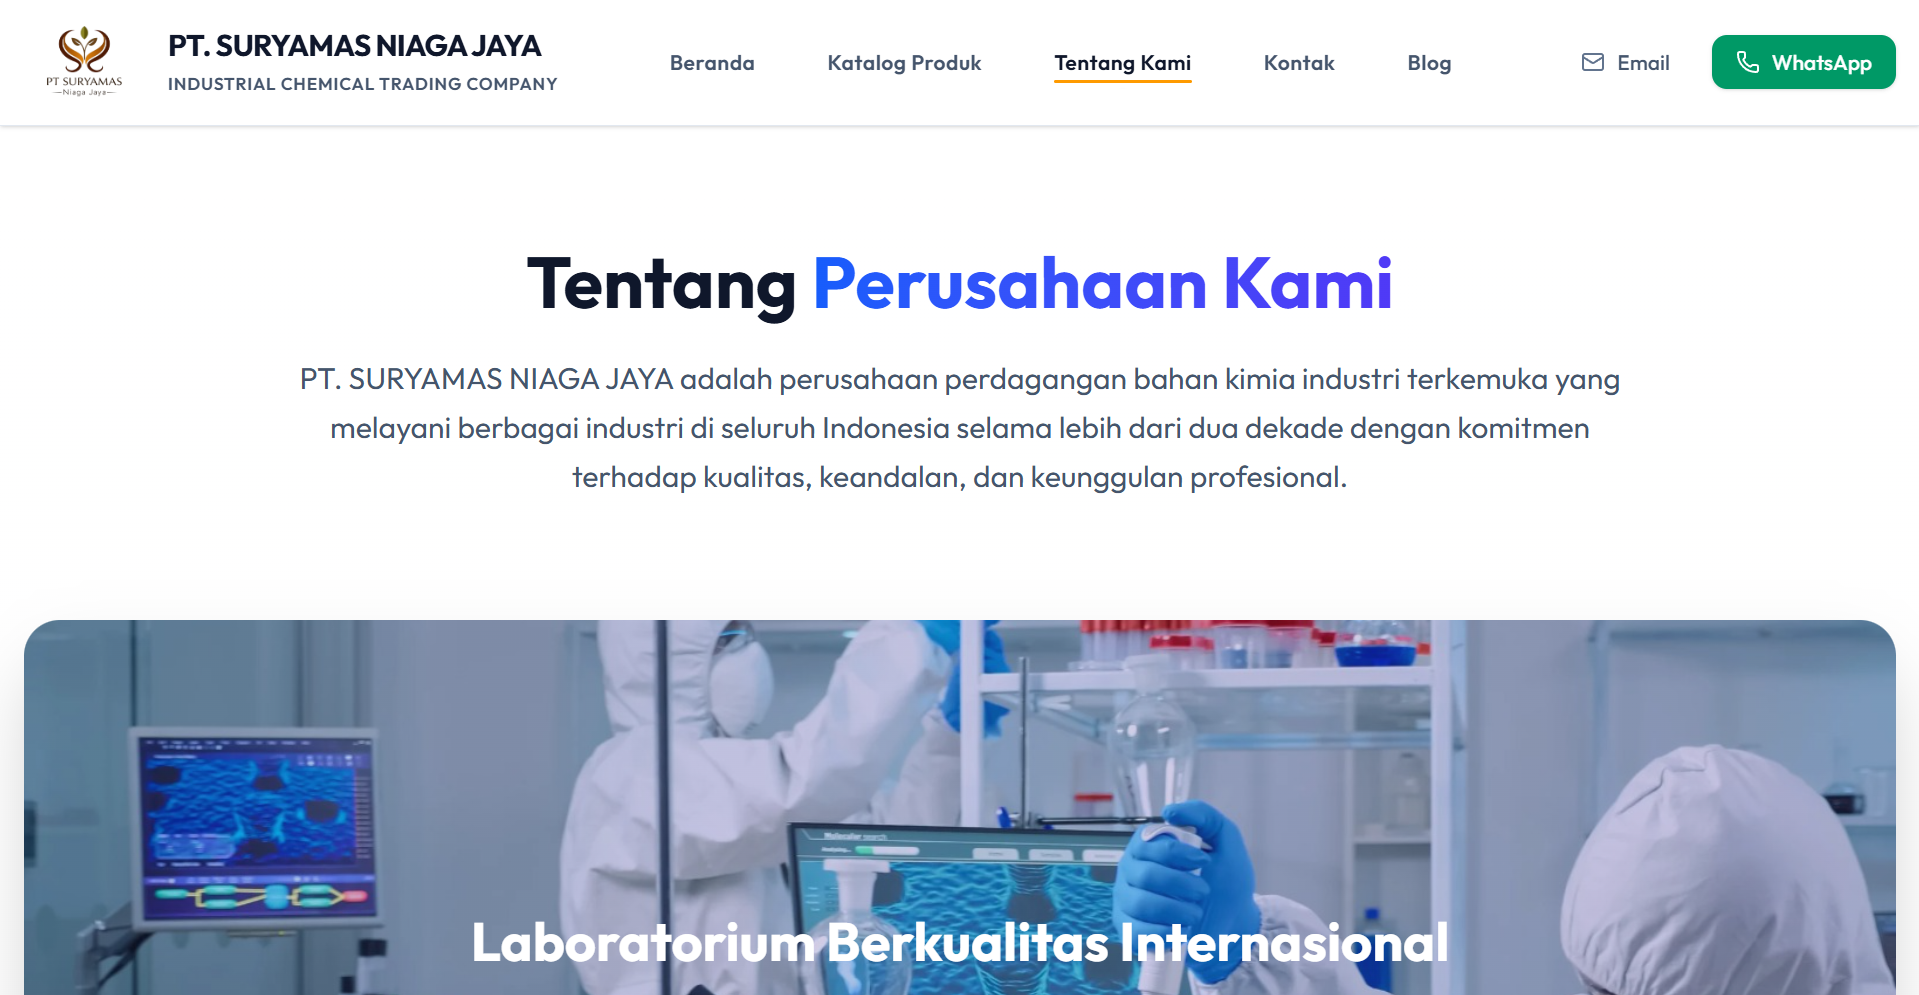 PT SURYAMAS
Niaga Jaya
PT. SURYAMAS NIAGA JAYA
INDUSTRIAL CHEMICAL TRADING COMPANY
Beranda
Katalog Produk
Tentang Kami
Kontak
Blog
Email
WhatsApp
Tentang Perusahaan Kami
PT. SURYAMAS NIAGA JAYA adalah perusahaan perdagangan bahan kimia industri terkemuka yang
melayani berbagai industri di seluruh Indonesia selama lebih dari dua dekade dengan komitmen
terhadap kualitas, keandalan, dan keunggulan profesional.
Molecular search
Laboratorium Berkualitas Internasional